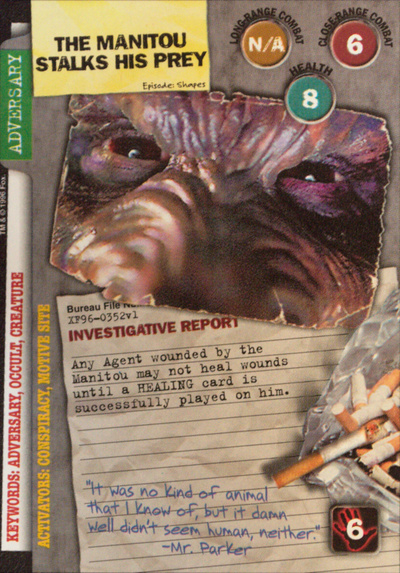 THE MANITOU
STALKS HIS PREY
Episode: Shapes
LONG-RANGE COMBAT
N/A
CLOSE-RANGE COMBAT
6
HEALTH
8
ADVERSARY
TM & © 1996 Fox.
KEYWORDS: ADVERSARY, OCCULT, CREATURE
ACTIVATORS: CONSPIRACY, MOTIVE SITE
Bureau File
XF96-0352v1
INVESTIGATIVE REPORT
Any Agent wounded by the
Manitou may not heal wounds
until a HEALING card is
successfully played on him.
"It was no kind of animal
that I know of, but it damn
well didn't seem human, neither."
-Mr. Parker
6